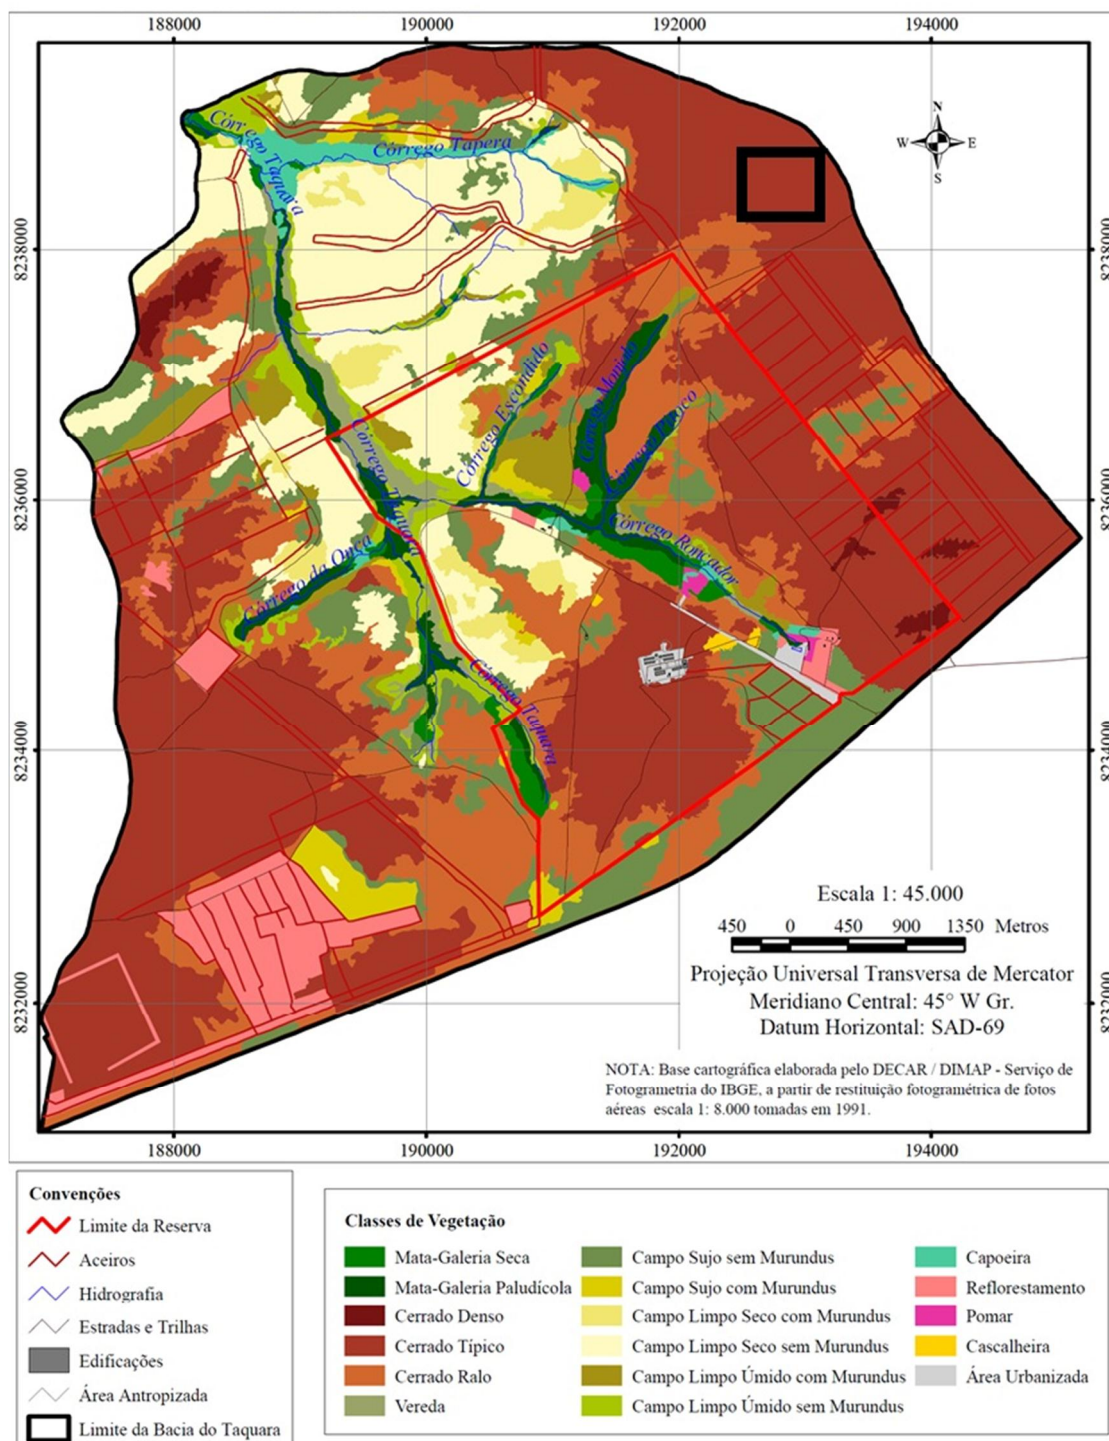 188000 190000 192000 194000
N
W E
S
Córrego Taquara
Córrego Tapera
8238000 8238000
Córrego Escondido
Córrego Monjolo
Córrego Pitoco
Córrego Taquara
8236000 8236000
Córrego Roncador
Córrego da Onça
Córrego Taquara
8234000 8234000
Escala 1: 45.000
450 0 450 900 1350 Metros
Projeção Universal Transversa de Mercator
Meridiano Central: 45° W Gr.
Datum Horizontal: SAD-69
8232000 8232000
NOTA: Base cartográfica elaborada pelo DECAR / DIMAP - Serviço de
Fotogrametria do IBGE, a partir de restituição fotogramétrica de fotos
aéreas escala 1: 8.000 tomadas em 1991.
188000 190000 192000 194000
Convenções
Limite da Reserva
Aceiros
Hidrografia
Estradas e Trilhas
Edificações
Área Antropizada
Limite da Bacia do Taquara
Classes de Vegetação
Mata-Galeria Seca
Mata-Galeria Paludícola
Cerrado Denso
Cerrado Típico
Cerrado Ralo
Vereda
Campo Sujo sem Murundus
Campo Sujo com Murundus
Campo Limpo Seco com Murundus
Campo Limpo Seco sem Murundus
Campo Limpo Úmido com Murundus
Campo Limpo Úmido sem Murundus
Capoeira
Reflorestamento
Pomar
Cascalheira
Área Urbanizada